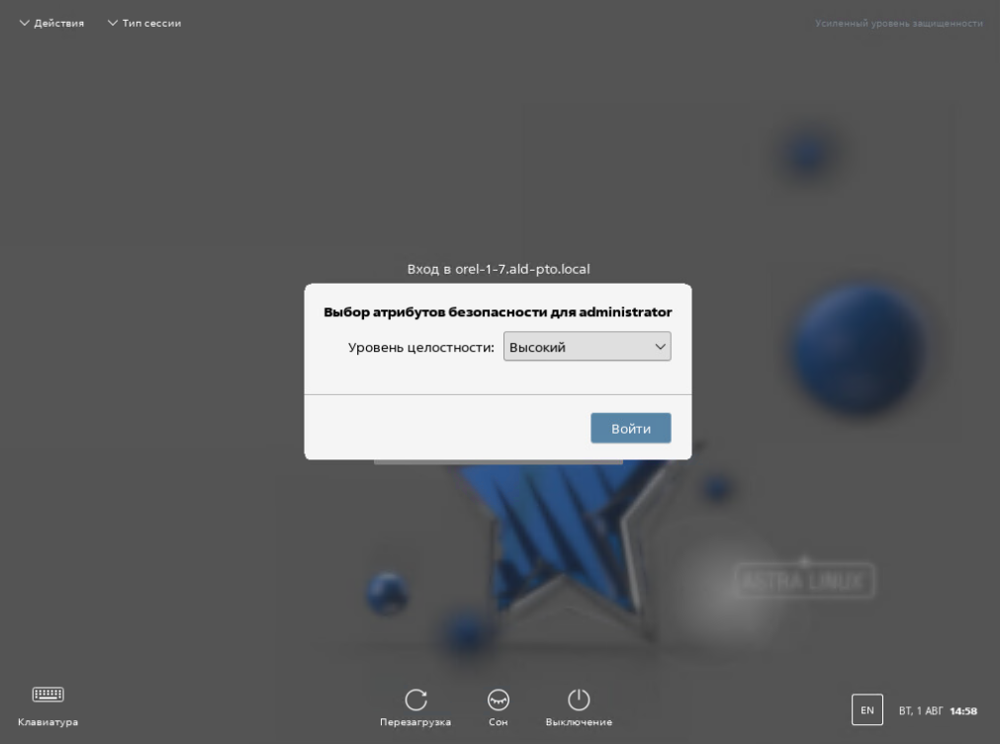 Действия Тип сессии Усиленный уровень защищенности
Вход в orel-1-7.ald-pto.local
Выбор атрибутов безопасности для administrator
Уровень целостности: Высокий
Войти
ASTRA LINUX
Клавиатура Перезагрузка Сон Выключение EN ВТ, 1 АВГ 14:58